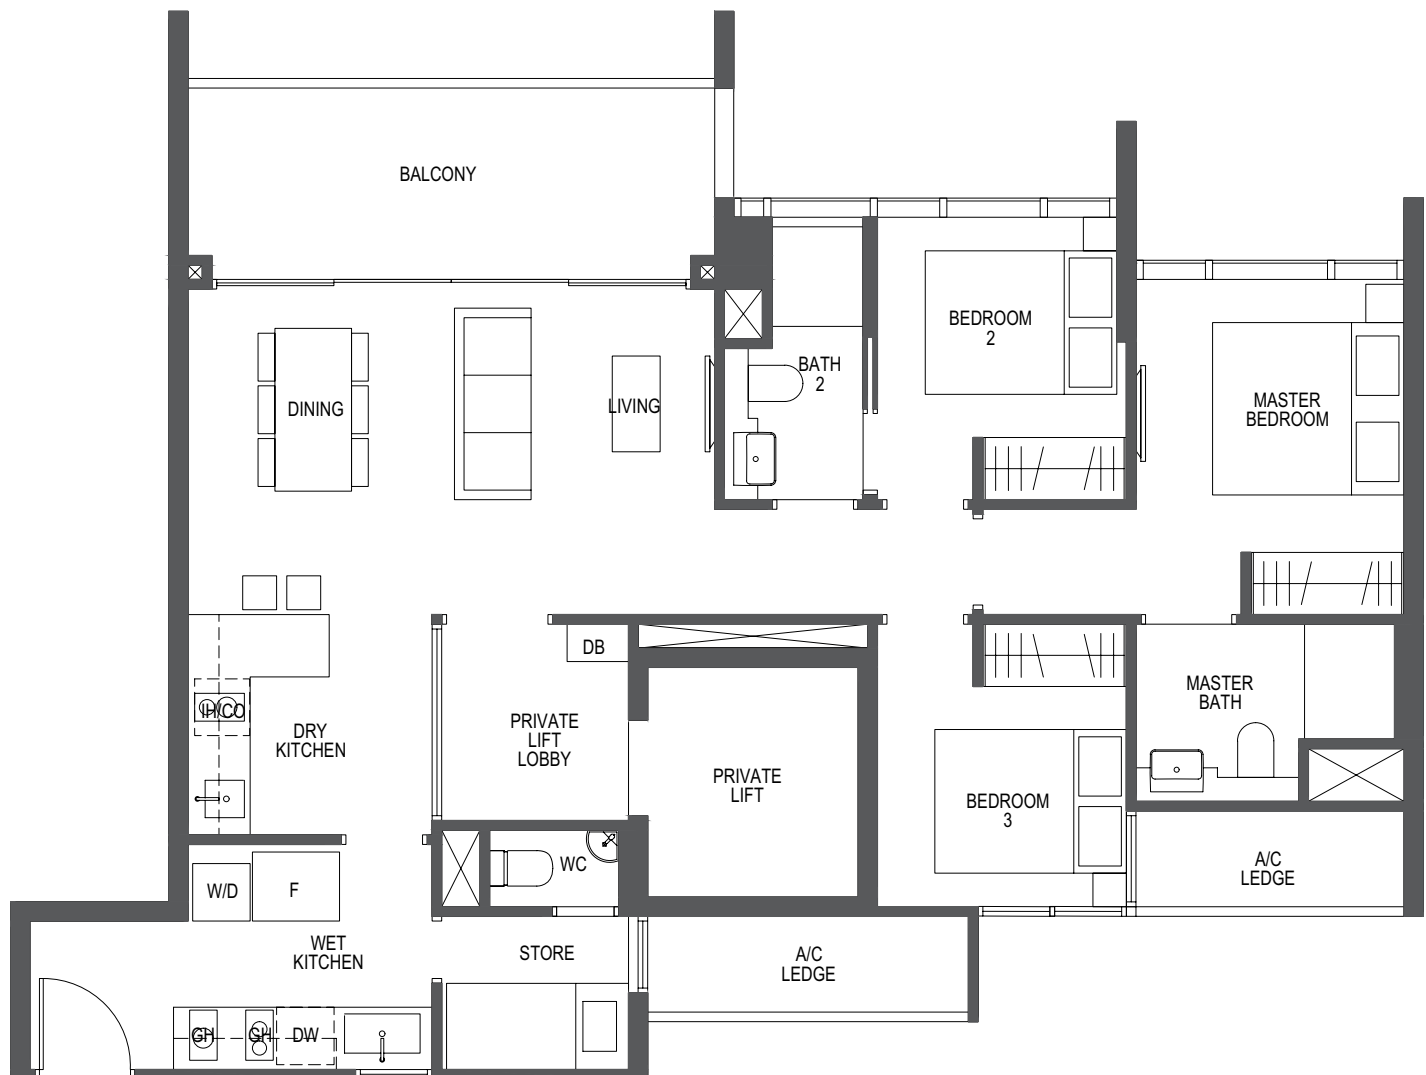 BALCONY
BEDROOM
2
BATH
2
MASTER
BEDROOM
DINING
LIVING
DB
MASTER
BATH
IH/CO
DRY
KITCHEN
PRIVATE
LIFT
LOBBY
PRIVATE
LIFT
BEDROOM
3
WC
A/C
LEDGE
W/D
F
WET
KITCHEN
STORE
A/C
LEDGE
GH
GH
DW